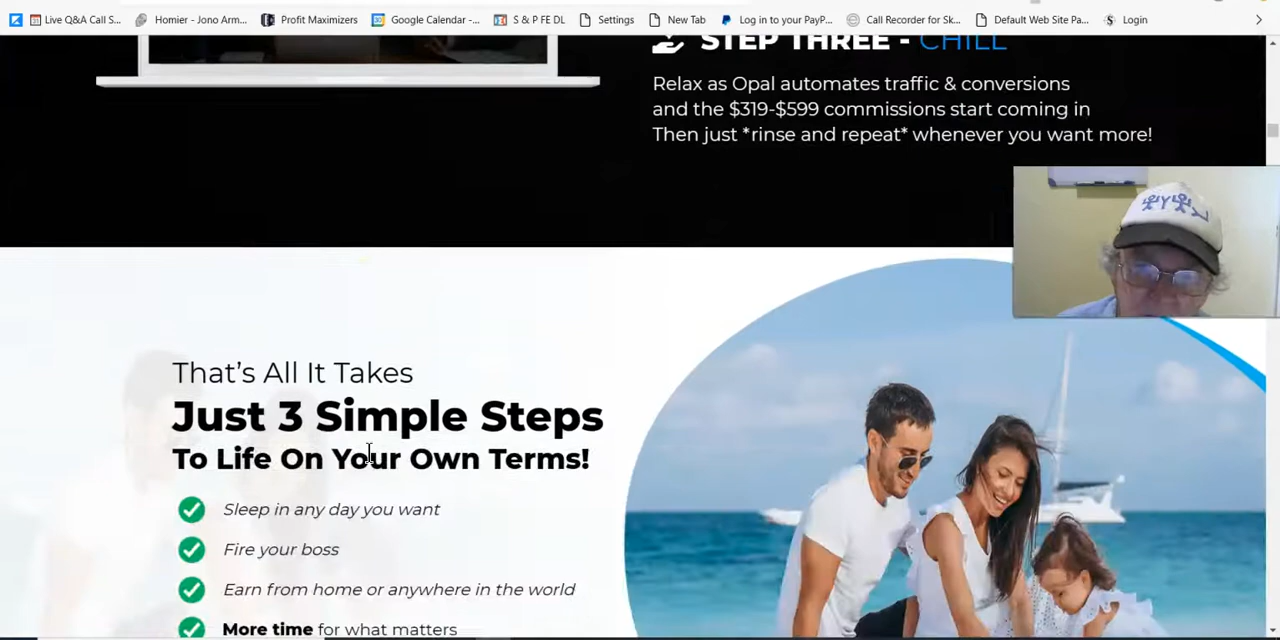 Live Q&A Call S...
Homier - Jono Arm...
Profit Maximizers
Google Calendar -...
S & P FE DL
Settings
New Tab
Log in to your PayP...
Call Recorder for Sk...
Default Web Site Pa...
Login
STEP THREE - CHILL
Relax as Opal automates traffic & conversions
and the $319-$599 commissions start coming in
Then just *rinse and repeat* whenever you want more!
That's All It Takes
Just 3 Simple Steps
To Life On Your Own Terms!
Sleep in any day you want
Fire your boss
Earn from home or anywhere in the world
More time for what matters